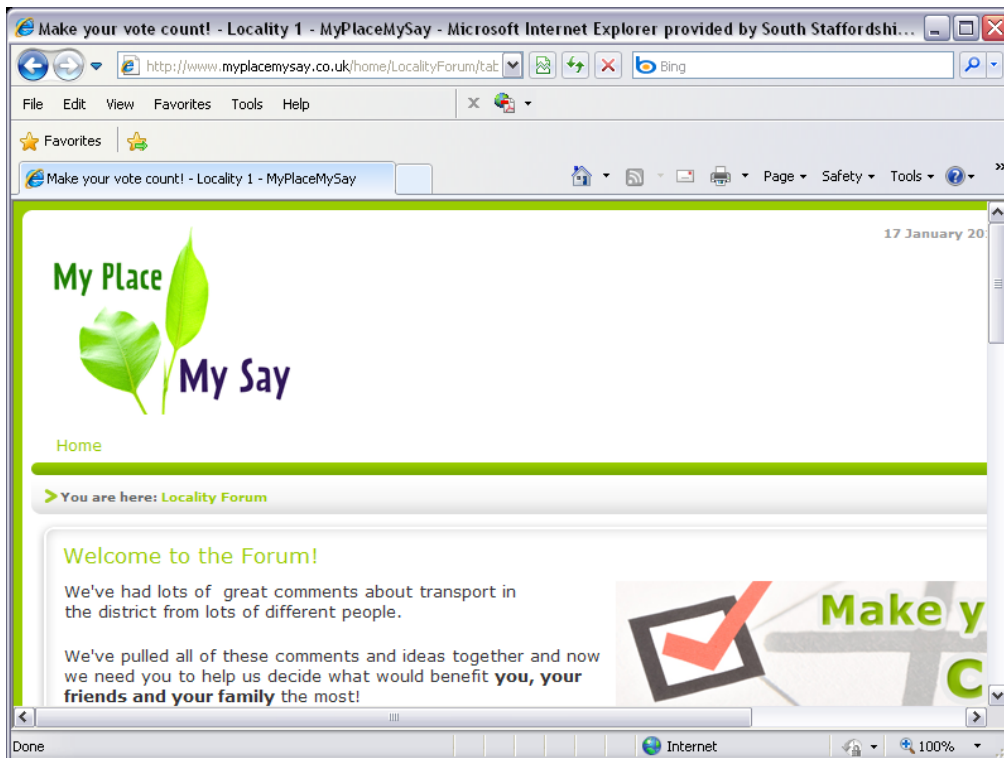 Make your vote count! - Locality 1 - MyPlaceMySay - Microsoft Internet Explorer provided by South Staffordshi...
http://www.myplacemysay.co.uk/home/LocalityForum/tab
Bing
File Edit View Favorites Tools Help
X
Favorites
Make your vote count! - Locality 1 - MyPlaceMySay
Page Safety Tools
17 January 20
My Place
My Say
Home
You are here: Locality Forum
Welcome to the Forum!
We've had lots of great comments about transport in
the district from lots of different people.
We've pulled all of these comments and ideas together and now
we need you to help us decide what would benefit you, your
friends and your family the most!
Make y
C
Done
Internet
100%